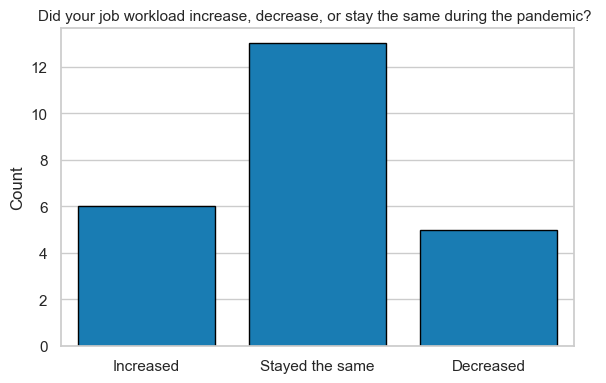 Did your job workload increase, decrease, or stay the same during the pandemic?
12
10
8
6
4
2
0
Count
Increased
Stayed the same
Decreased